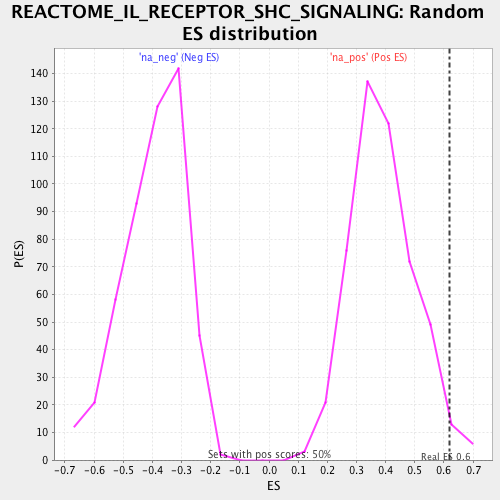 REACTOME_IL_RECEPTOR_SHC_SIGNALING: Random
ES distribution
'na_neg' (Neg ES)
'na_pos' (Pos ES)
140
130
120
110
100
90
80
70
60
50
40
30
20
10
0
P(ES)
Sets with pos scores: 50%
Real ES 0.6
-0.7 -0.6 -0.5 -0.4 -0.3 -0.2 -0.1 0.0 0.1 0.2 0.3 0.4 0.5 0.6 0.7
ES